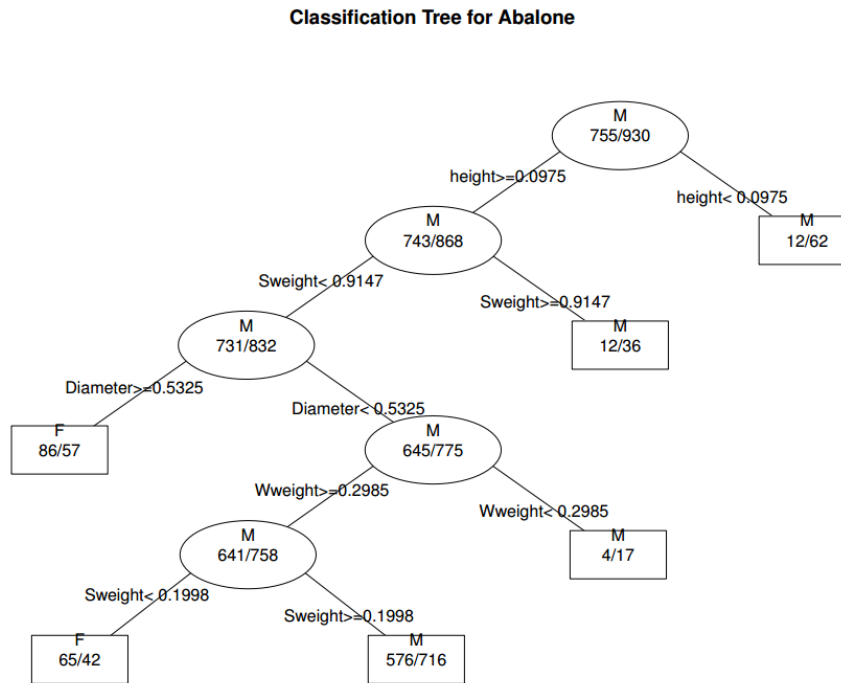 Classification Tree for Abalone
M
755/930
height>=0.0975
height< 0.0975
M
743/868
M
12/62
Sweight< 0.9147
Sweight>=0.9147
M
731/832
M
12/36
Diameter>=0.5325
Diameter< 0.5325
F
86/57
M
645/775
Wweight>=0.2985
Wweight< 0.2985
M
641/758
M
4/17
Sweight< 0.1998
Sweight>=0.1998
F
65/42
M
576/716